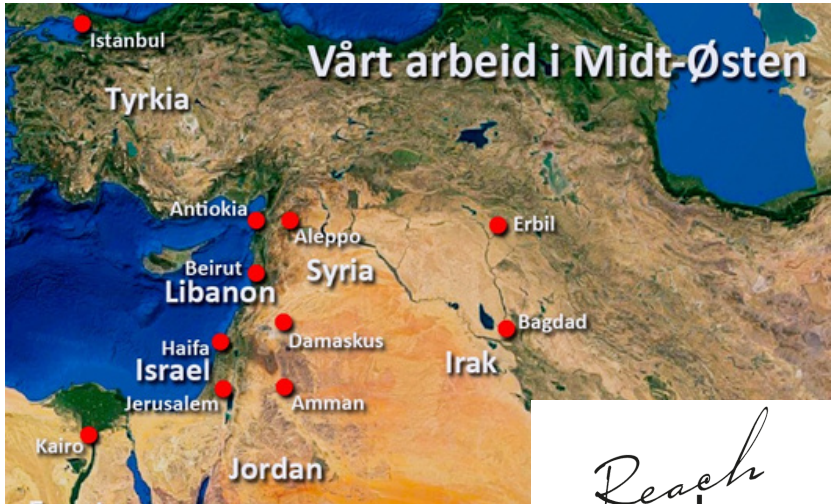 Istanbul
Vårt arbeid i Midt-Østen
Tyrkia
Antiokia
Aleppo
Erbil
Beirut
Syria
Libanon
Bagdad
Damaskus
Haifa
Israel
Irak
Jerusalem
Amman
Kairo
Jordan
Reach